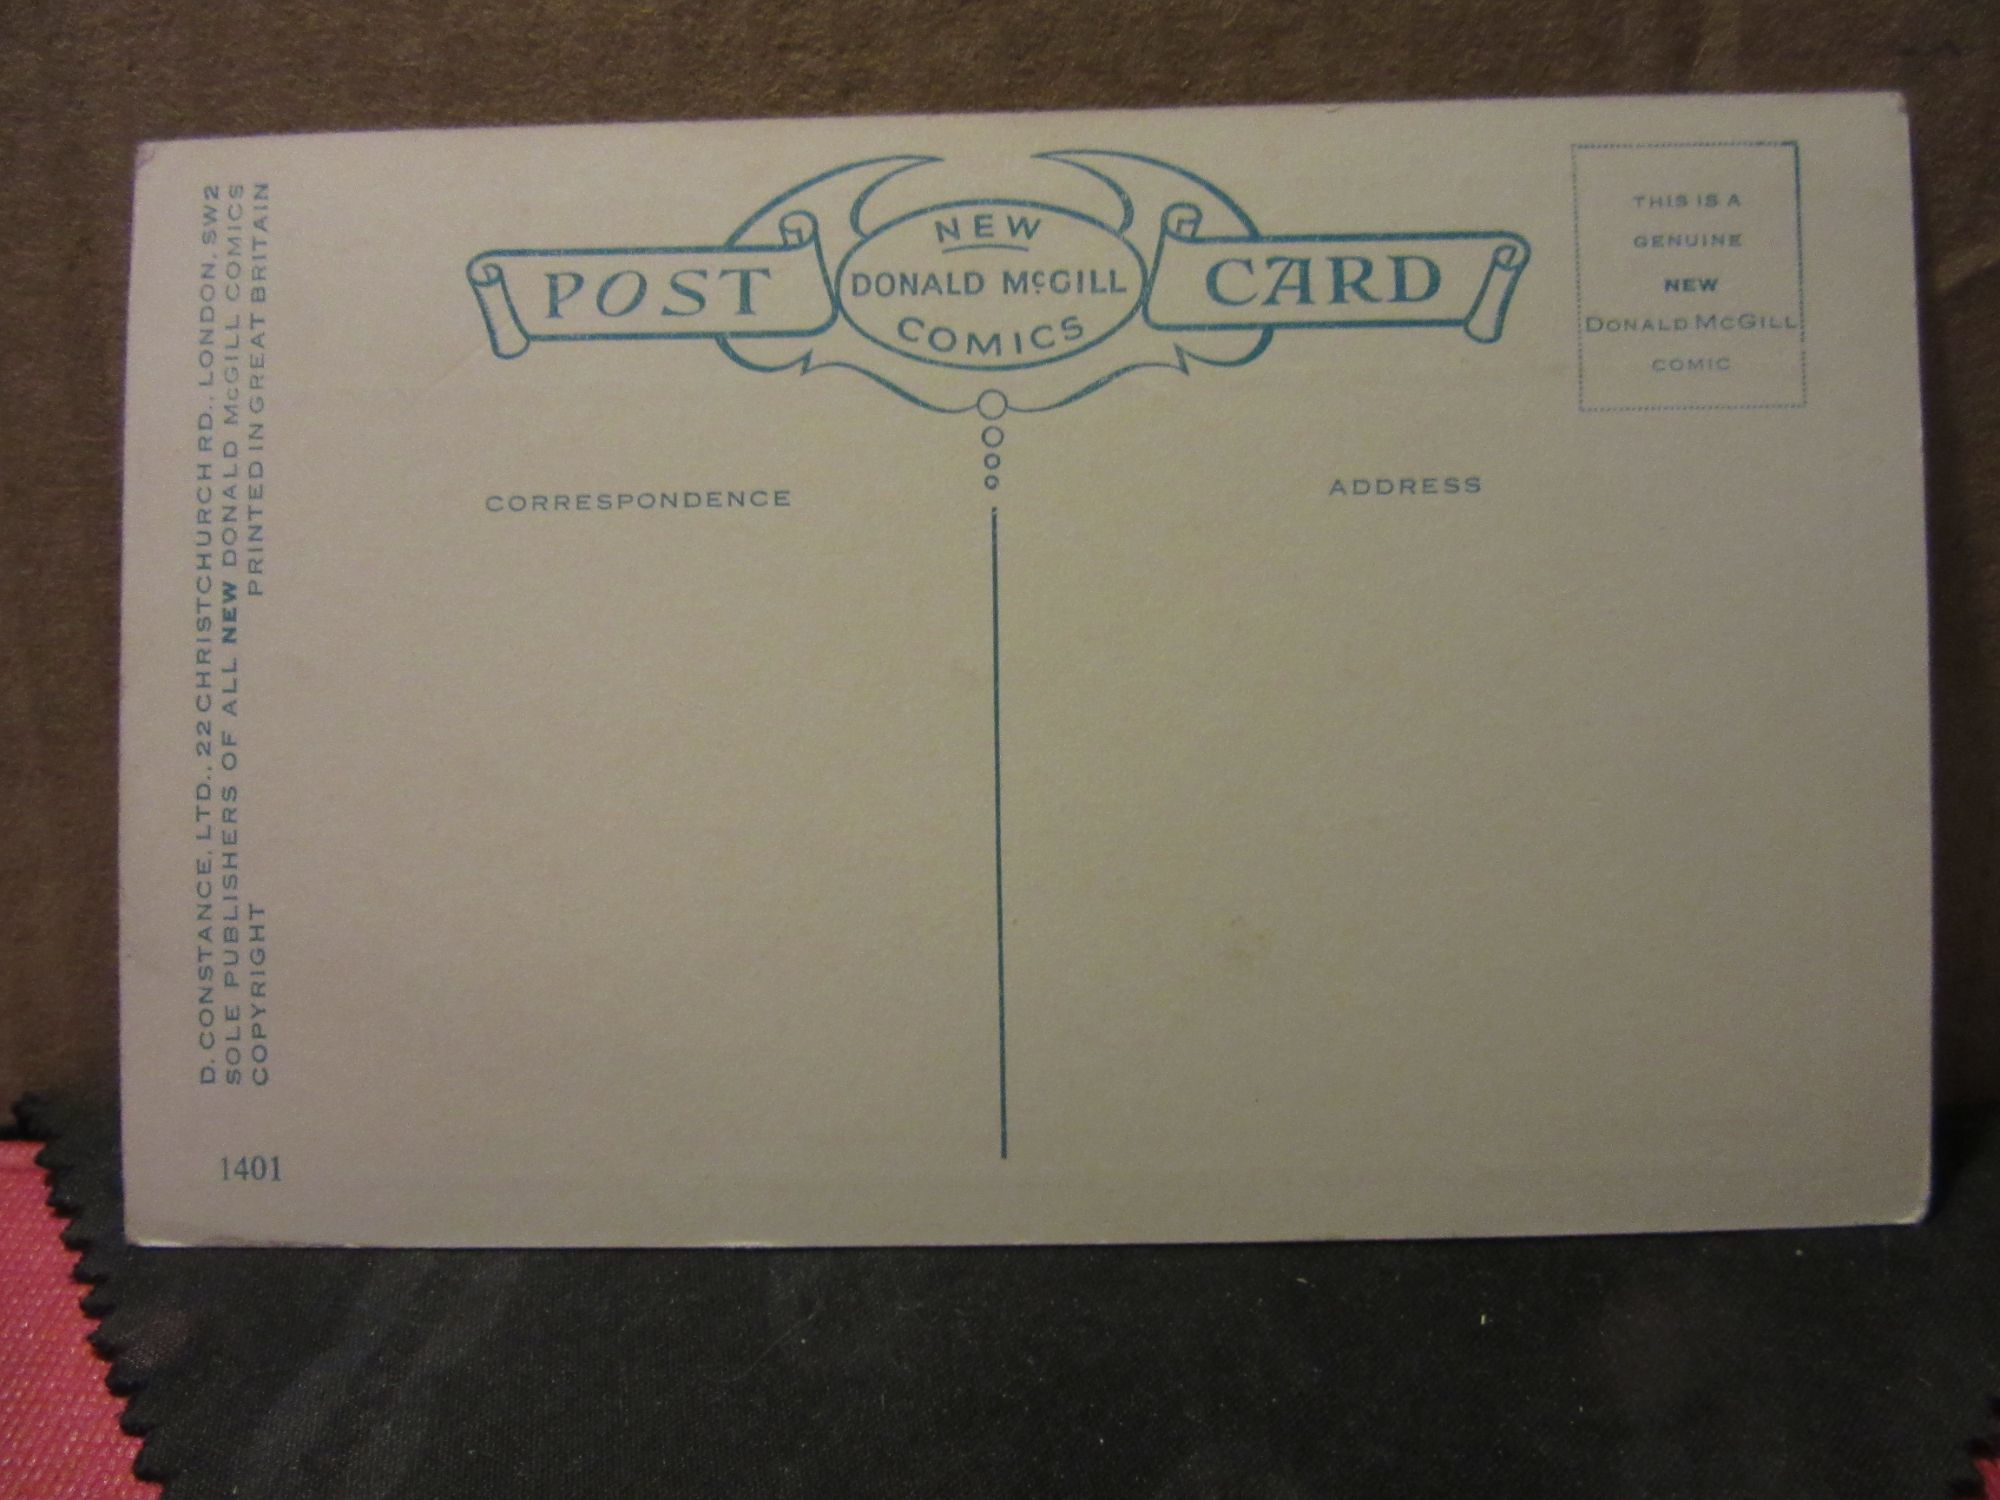 POST
NEW
DONALD McGILL
COMICS
CARD
THIS IS A
GENUINE
NEW
DONALD McGILL
COMIC
CORRESPONDENCE
ADDRESS
D. CONSTANCE, LTD., 22 CHRISTCHURCH RD., LONDON, SW2
SOLE PUBLISHERS OF ALL NEW DONALD McGILL COMICS
COPYRIGHT PRINTED IN GREAT BRITAIN
1401